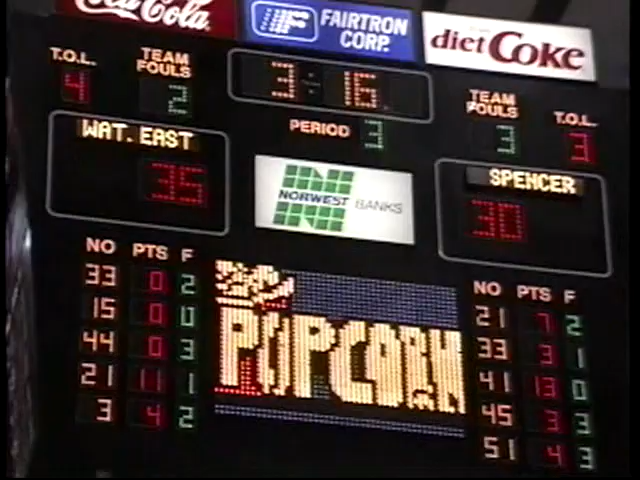 Coca-Cola
FAIRTRON CORP.
diet Coke
T.O.L. 4
TEAM FOULS 2
3:16
PERIOD 3
TEAM FOULS 3
T.O.L. 3
WAT. EAST
35
NORWEST BANKS
SPENCER
30
NO PTS F
33 0 2
15 0 0
44 0 3
21 11 1
3 4 2
POPCORN
NO PTS F
21 7 2
33 3 1
41 13 0
45 3 3
51 4 3